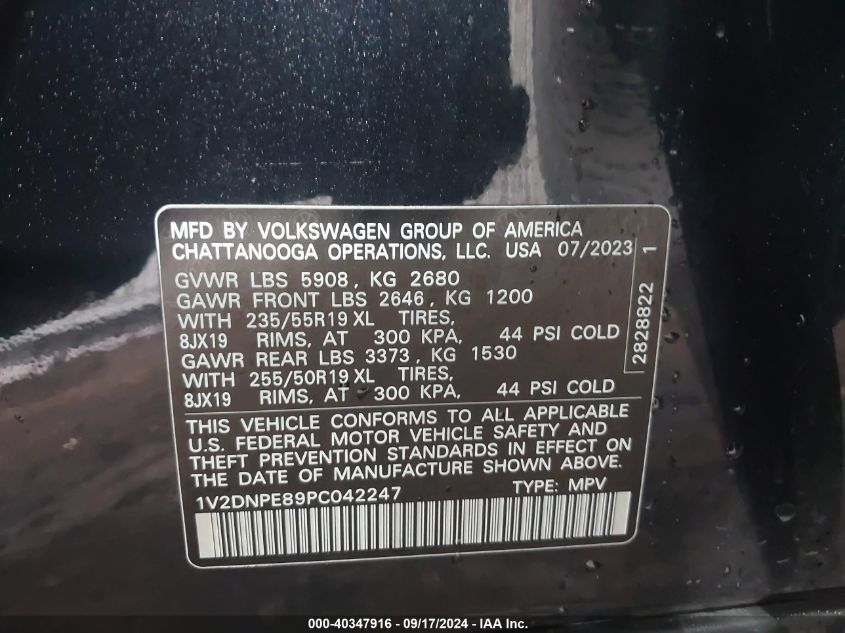 MFD BY VOLKSWAGEN GROUP OF AMERICA
CHATTANOOGA OPERATIONS, LLC. USA 07/2023
GVWR LBS 5908, KG 2680
GAWR FRONT LBS 2646, KG 1200
WITH 235/55R19 XL TIRES,
8JX19 RIMS, AT 300 KPA, 44 PSI COLD
GAWR REAR LBS 3373, KG 1530
WITH 255/50R19 XL TIRES,
8JX19 RIMS, AT 300 KPA, 44 PSI COLD
2828822 1
THIS VEHICLE CONFORMS TO ALL APPLICABLE
U.S. FEDERAL MOTOR VEHICLE SAFETY AND
THEFT PREVENTION STANDARDS IN EFFECT ON
THE DATE OF MANUFACTURE SHOWN ABOVE.
1V2DNPE89PC042247 TYPE: MPV
000-40347916 - 09/17/2024 - IAA Inc.